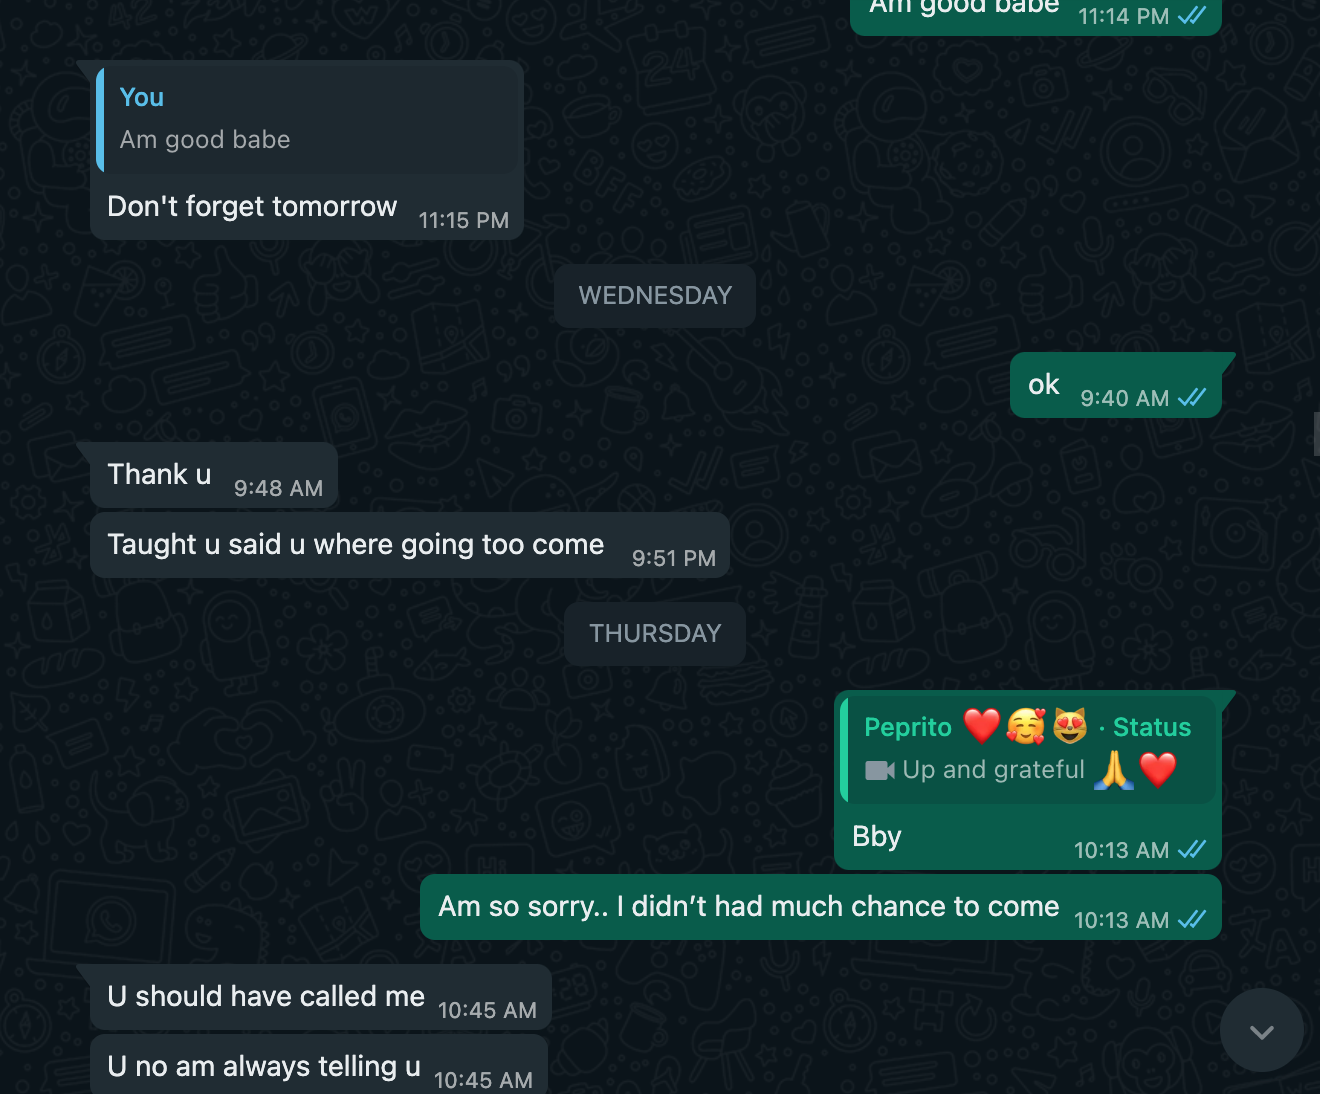 Am good babe 11:14 PM
You
Am good babe
Don't forget tomorrow 11:15 PM
WEDNESDAY
ok 9:40 AM
Thank u 9:48 AM
Taught u said u where going too come 9:51 PM
THURSDAY
Peprito ❤️🥰😻 · Status
Up and grateful 🙏❤️
Bby 10:13 AM
Am so sorry.. I didn’t had much chance to come 10:13 AM
U should have called me 10:45 AM
U no am always telling u 10:45 AM